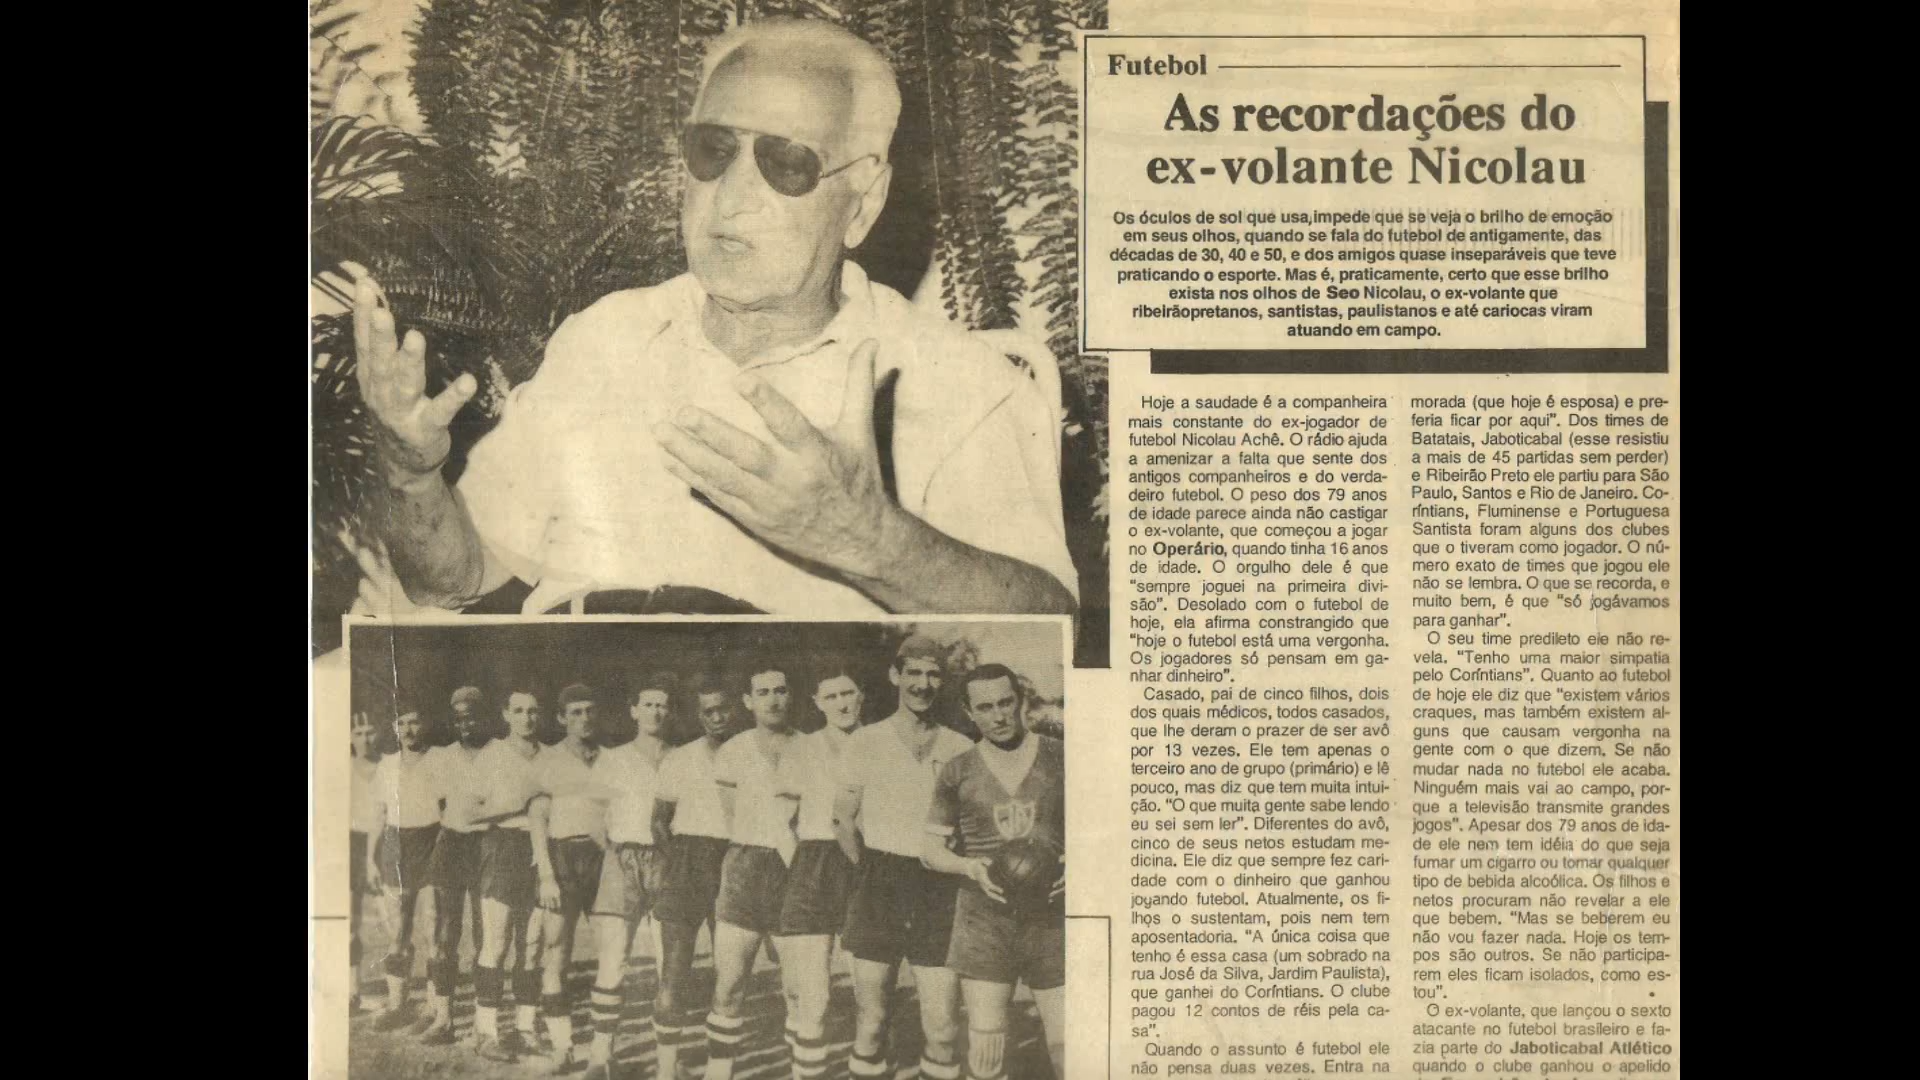 Futebol
As recordações do
ex-volante Nicolau
Os óculos de sol que usa,impede que se veja o brilho de emoção
em seus olhos, quando se fala do futebol de antigamente, das
décadas de 30, 40 e 50, e dos amigos quase inseparáveis que teve
praticando o esporte. Mas é, praticamente, certo que esse brilho
exista nos olhos de Seo Nicolau, o ex-volante que
ribeirãopretanos, santistas, paulistanos e até cariocas viram
atuando em campo.
Hoje a saudade é a companheira
mais constante do ex-jogador de
futebol Nicolau Achê. O rádio ajuda
a amenizar a falta que sente dos
antigos companheiros e do verda-
deiro futebol. O peso dos 79 anos
de idade parece ainda não castigar
o ex-volante, que começou a jogar
no Operário, quando tinha 16 anos
de idade. O orgulho dele é que
"sempre joguei na primeira divi-
são". Desolado com o futebol de
hoje, ela afirma constrangido que
"hoje o futebol está uma vergonha.
Os jogadores só pensam em ga-
nhar dinheiro".
Casado, pai de cinco filhos, dois
dos quais médicos, todos casados,
que lhe deram o prazer de ser avô
por 13 vezes. Ele tem apenas o
terceiro ano de grupo (primário) e lê
pouco, mas diz que tem muita intui-
ção. "O que muita gente sabe lendo
eu sei sem ler". Diferentes do avô,
cinco de seus netos estudam me-
dicina. Ele diz que sempre fez cari-
dade com o dinheiro que ganhou
jogando futebol. Atualmente, os fi-
lhos o sustentam, pois nem tem
aposentadoria. "A única coisa que
tenho é essa casa (um sobrado na
rua José da Silva, Jardim Paulista),
que ganhei do Coríntians. O clube
pagou 12 contos de réis pela ca-
sa".
Quando o assunto é futebol ele
não pensa duas vezes. Entra na
morada (que hoje é esposa) e pre-
feria ficar por aqui". Dos times de
Batatais, Jaboticabal (esse resistiu
a mais de 45 partidas sem perder)
e Ribeirão Preto ele partiu para São
Paulo, Santos e Rio de Janeiro. Co-
ríntians, Fluminense e Portuguesa
Santista foram alguns dos clubes
que o tiveram como jogador. O nú-
mero exato de times que jogou ele
não se lembra. O que se recorda, e
muito bem, é que "só jogávamos
para ganhar".
O seu time predileto ele não re-
vela. "Tenho uma maior simpatia
pelo Coríntians". Quanto ao futebol
de hoje ele diz que "existem vários
craques, mas também existem al-
guns que causam vergonha na
gente com o que dizem. Se não
mudar nada no futebol ele acaba.
Ninguém mais vai ao campo, por-
que a televisão transmite grandes
jogos". Apesar dos 79 anos de ida-
de ele nem tem idéia do que seja
fumar um cigarro ou tomar qualquer
tipo de bebida alcoólica. Os filhos e
netos procuram não revelar a ele
que bebem. "Mas se beberem eu
não vou fazer nada. Hoje os tem-
pos são outros. Se não participa-
rem eles ficam isolados, como es-
tou".
O ex-volante, que lançou o sexto
atacante no futebol brasileiro e fa-
zia parte do Jaboticabal Atlético
quando o clube ganhou o apelido